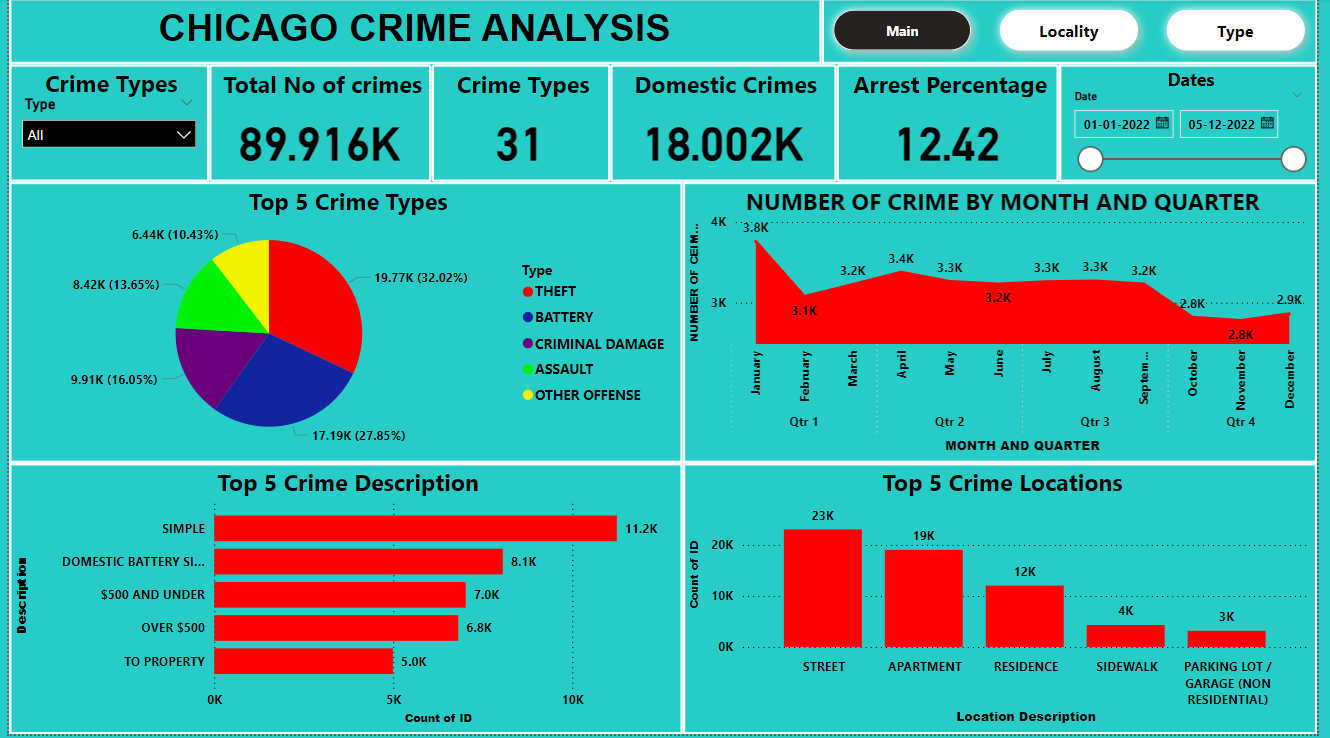 CHICAGO CRIME ANALYSIS
Main
Locality
Type
Crime Types
Type
All
Total No of crimes
89.916K
Crime Types
31
Domestic Crimes
18.002K
Arrest Percentage
12.42
Dates
Date
01-01-2022
05-12-2022
Top 5 Crime Types
6.44K (10.43%)
8.42K (13.65%)
9.91K (16.05%)
19.77K (32.02%)
17.19K (27.85%)
Type
THEFT
BATTERY
CRIMINAL DAMAGE
ASSAULT
OTHER OFFENSE
NUMBER OF CRIME BY MONTH AND QUARTER
NUMBER OF CEIM...
4K
3K
3.8K
3.1K
3.2K
3.4K
3.3K
3.2K
3.3K
3.3K
3.2K
2.8K
2.8K
2.9K
January
February
March
April
May
June
July
August
Septem...
October
November
December
Qtr 1
Qtr 2
Qtr 3
Qtr 4
MONTH AND QUARTER
Top 5 Crime Description
Description
SIMPLE
11.2K
DOMESTIC BATTERY SI...
8.1K
$500 AND UNDER
7.0K
OVER $500
6.8K
TO PROPERTY
5.0K
0K
5K
10K
Count of ID
Top 5 Crime Locations
Count of ID
20K
10K
0K
23K
19K
12K
4K
3K
STREET
APARTMENT
RESIDENCE
SIDEWALK
PARKING LOT /
GARAGE (NON
RESIDENTIAL)
Location Description